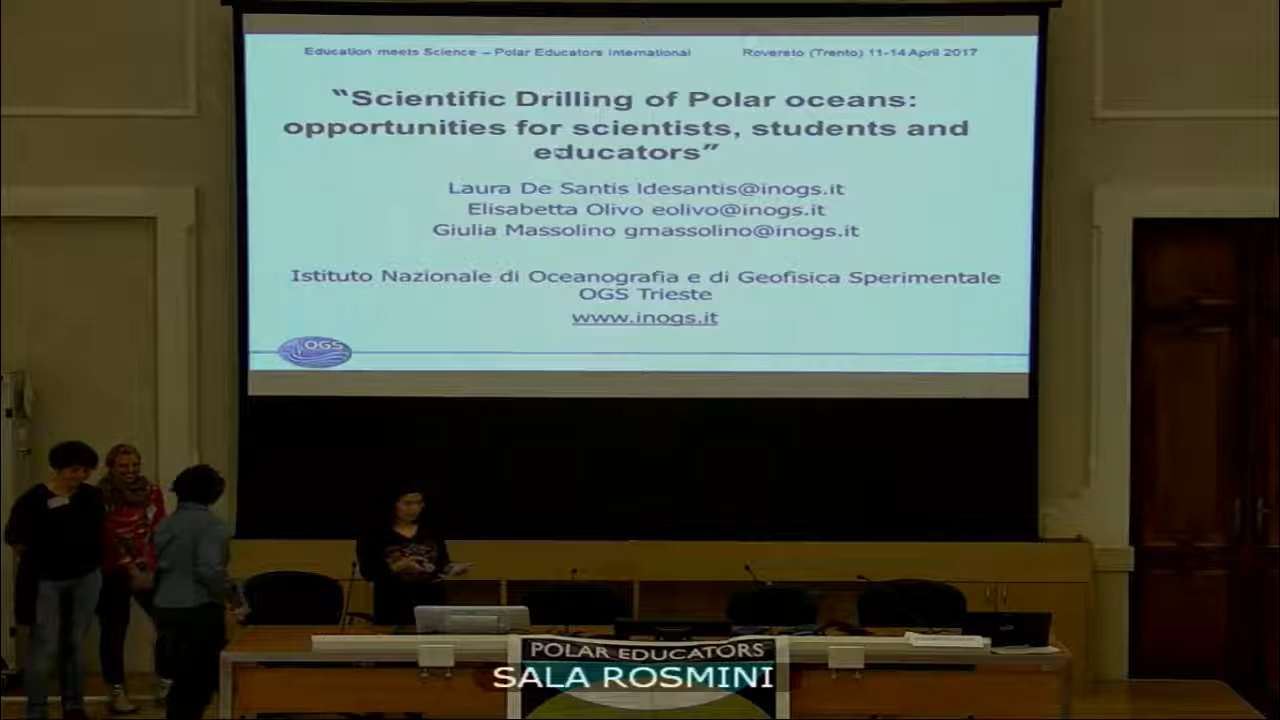 Education meets Science – Polar Educators International Rovereto (Trento) 11-14 April 2017
“Scientific Drilling of Polar oceans:
opportunities for scientists, students and
educators”
Laura De Santis ldesantis@inogs.it
Elisabetta Olivo eolivo@inogs.it
Giulia Massolino gmassolino@inogs.it
Istituto Nazionale di Oceanografia e di Geofisica Sperimentale
OGS Trieste
www.inogs.it
OGS
POLAR EDUCATORS
SALA ROSMINI